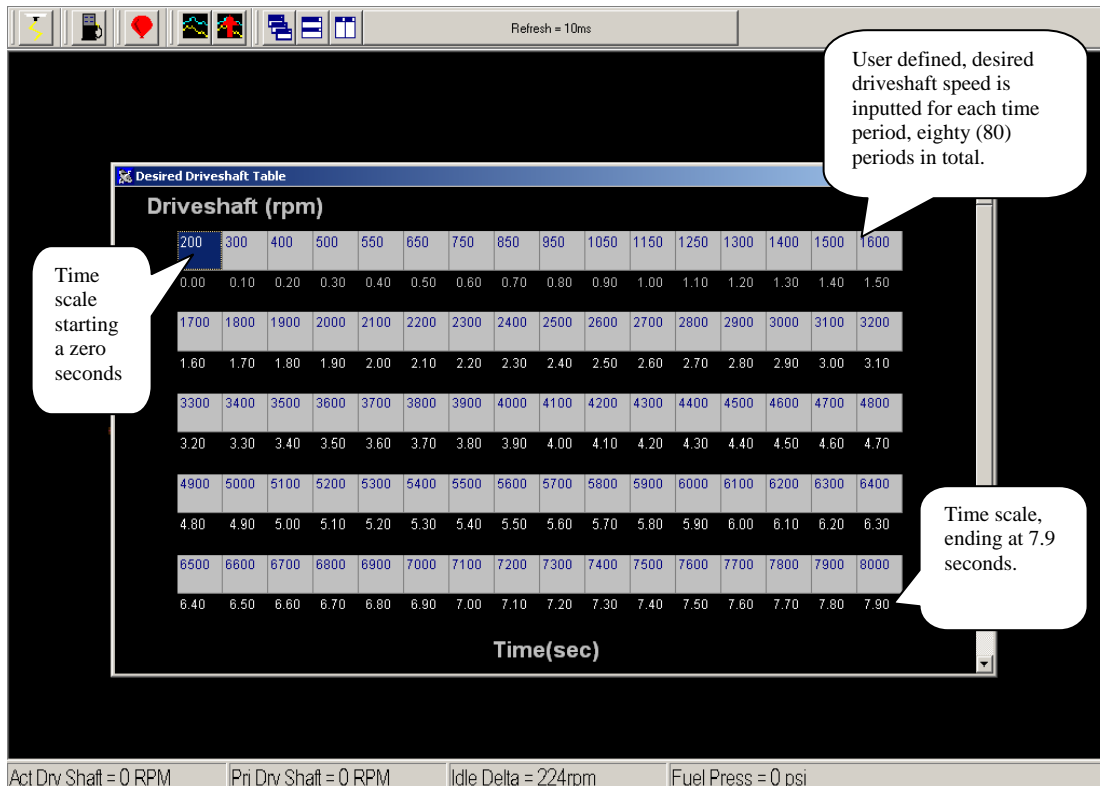 Refresh = 10ms
User defined, desired
driveshaft speed is
inputted for each time
period, eighty (80)
periods in total.
Desired Driveshaft Table
Driveshaft (rpm)
200 300 400 500 550 650 750 850 950 1050 1150 1250 1300 1400 1500 1600
0.00 0.10 0.20 0.30 0.40 0.50 0.60 0.70 0.80 0.90 1.00 1.10 1.20 1.30 1.40 1.50
Time
scale
starting
a zero
seconds
1700 1800 1900 2000 2100 2200 2300 2400 2500 2600 2700 2800 2900 3000 3100 3200
1.60 1.70 1.80 1.90 2.00 2.10 2.20 2.30 2.40 2.50 2.60 2.70 2.80 2.90 3.00 3.10
3300 3400 3500 3600 3700 3800 3900 4000 4100 4200 4300 4400 4500 4600 4700 4800
3.20 3.30 3.40 3.50 3.60 3.70 3.80 3.90 4.00 4.10 4.20 4.30 4.40 4.50 4.60 4.70
4900 5000 5100 5200 5300 5400 5500 5600 5700 5800 5900 6000 6100 6200 6300 6400
4.80 4.90 5.00 5.10 5.20 5.30 5.40 5.50 5.60 5.70 5.80 5.90 6.00 6.10 6.20 6.30
Time scale,
ending at 7.9
seconds.
6500 6600 6700 6800 6900 7000 7100 7200 7300 7400 7500 7600 7700 7800 7900 8000
6.40 6.50 6.60 6.70 6.80 6.90 7.00 7.10 7.20 7.30 7.40 7.50 7.60 7.70 7.80 7.90
Time(sec)
Act Drv Shaft = 0 RPM Pri Drv Shaft = 0 RPM Idle Delta = 224rpm Fuel Press = 0 psi